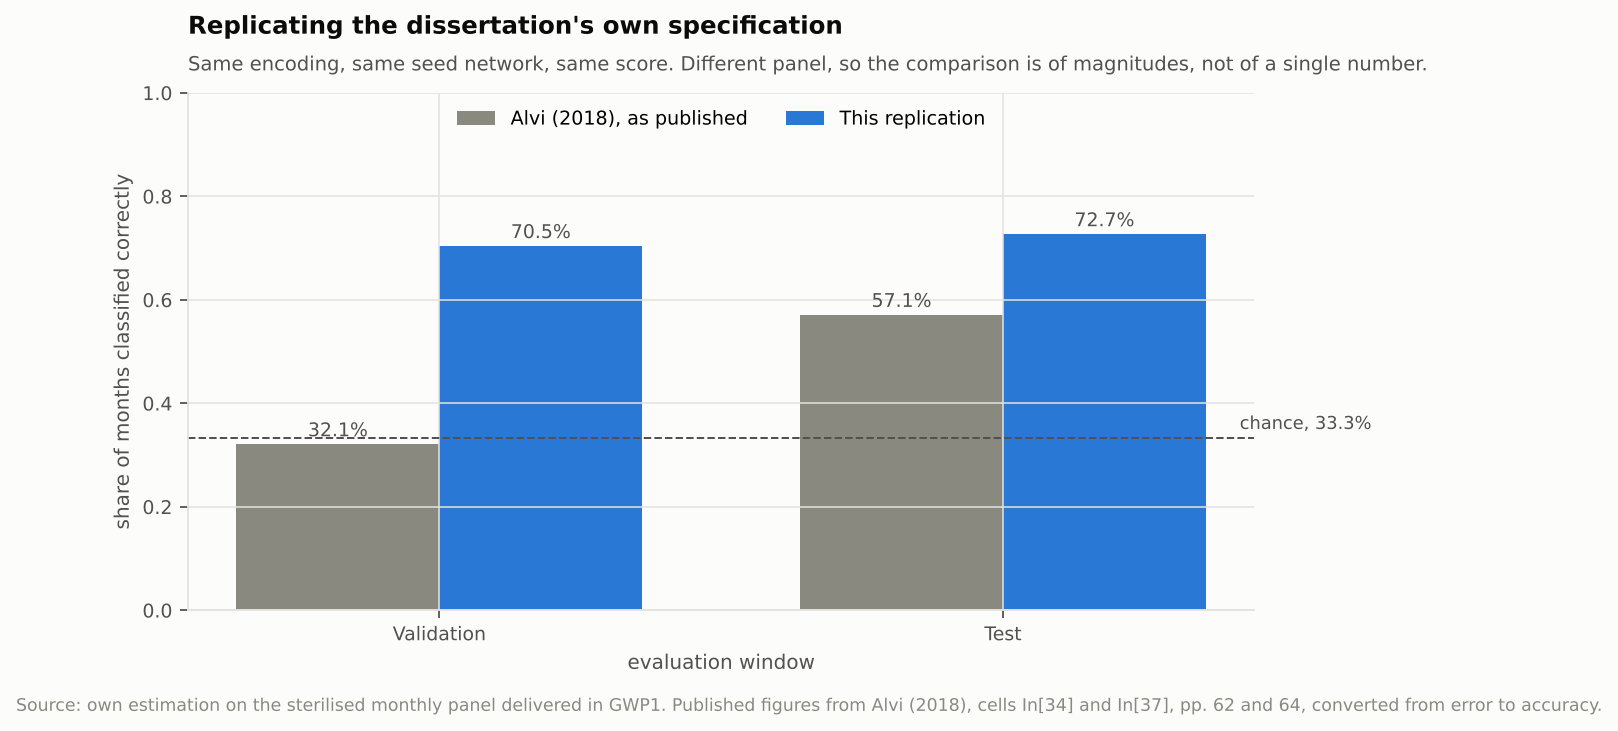 Replicating the dissertation's own specification
Same encoding, same seed network, same score. Different panel, so the comparison is of magnitudes, not of a single number.
Alvi (2018), as published
This replication
share of months classified correctly
1.0
0.8
0.6
0.4
0.2
0.0
32.1%
70.5%
57.1%
72.7%
chance, 33.3%
Validation
Test
evaluation window
Source: own estimation on the sterilised monthly panel delivered in GWP1. Published figures from Alvi (2018), cells In[34] and In[37], pp. 62 and 64, converted from error to accuracy.